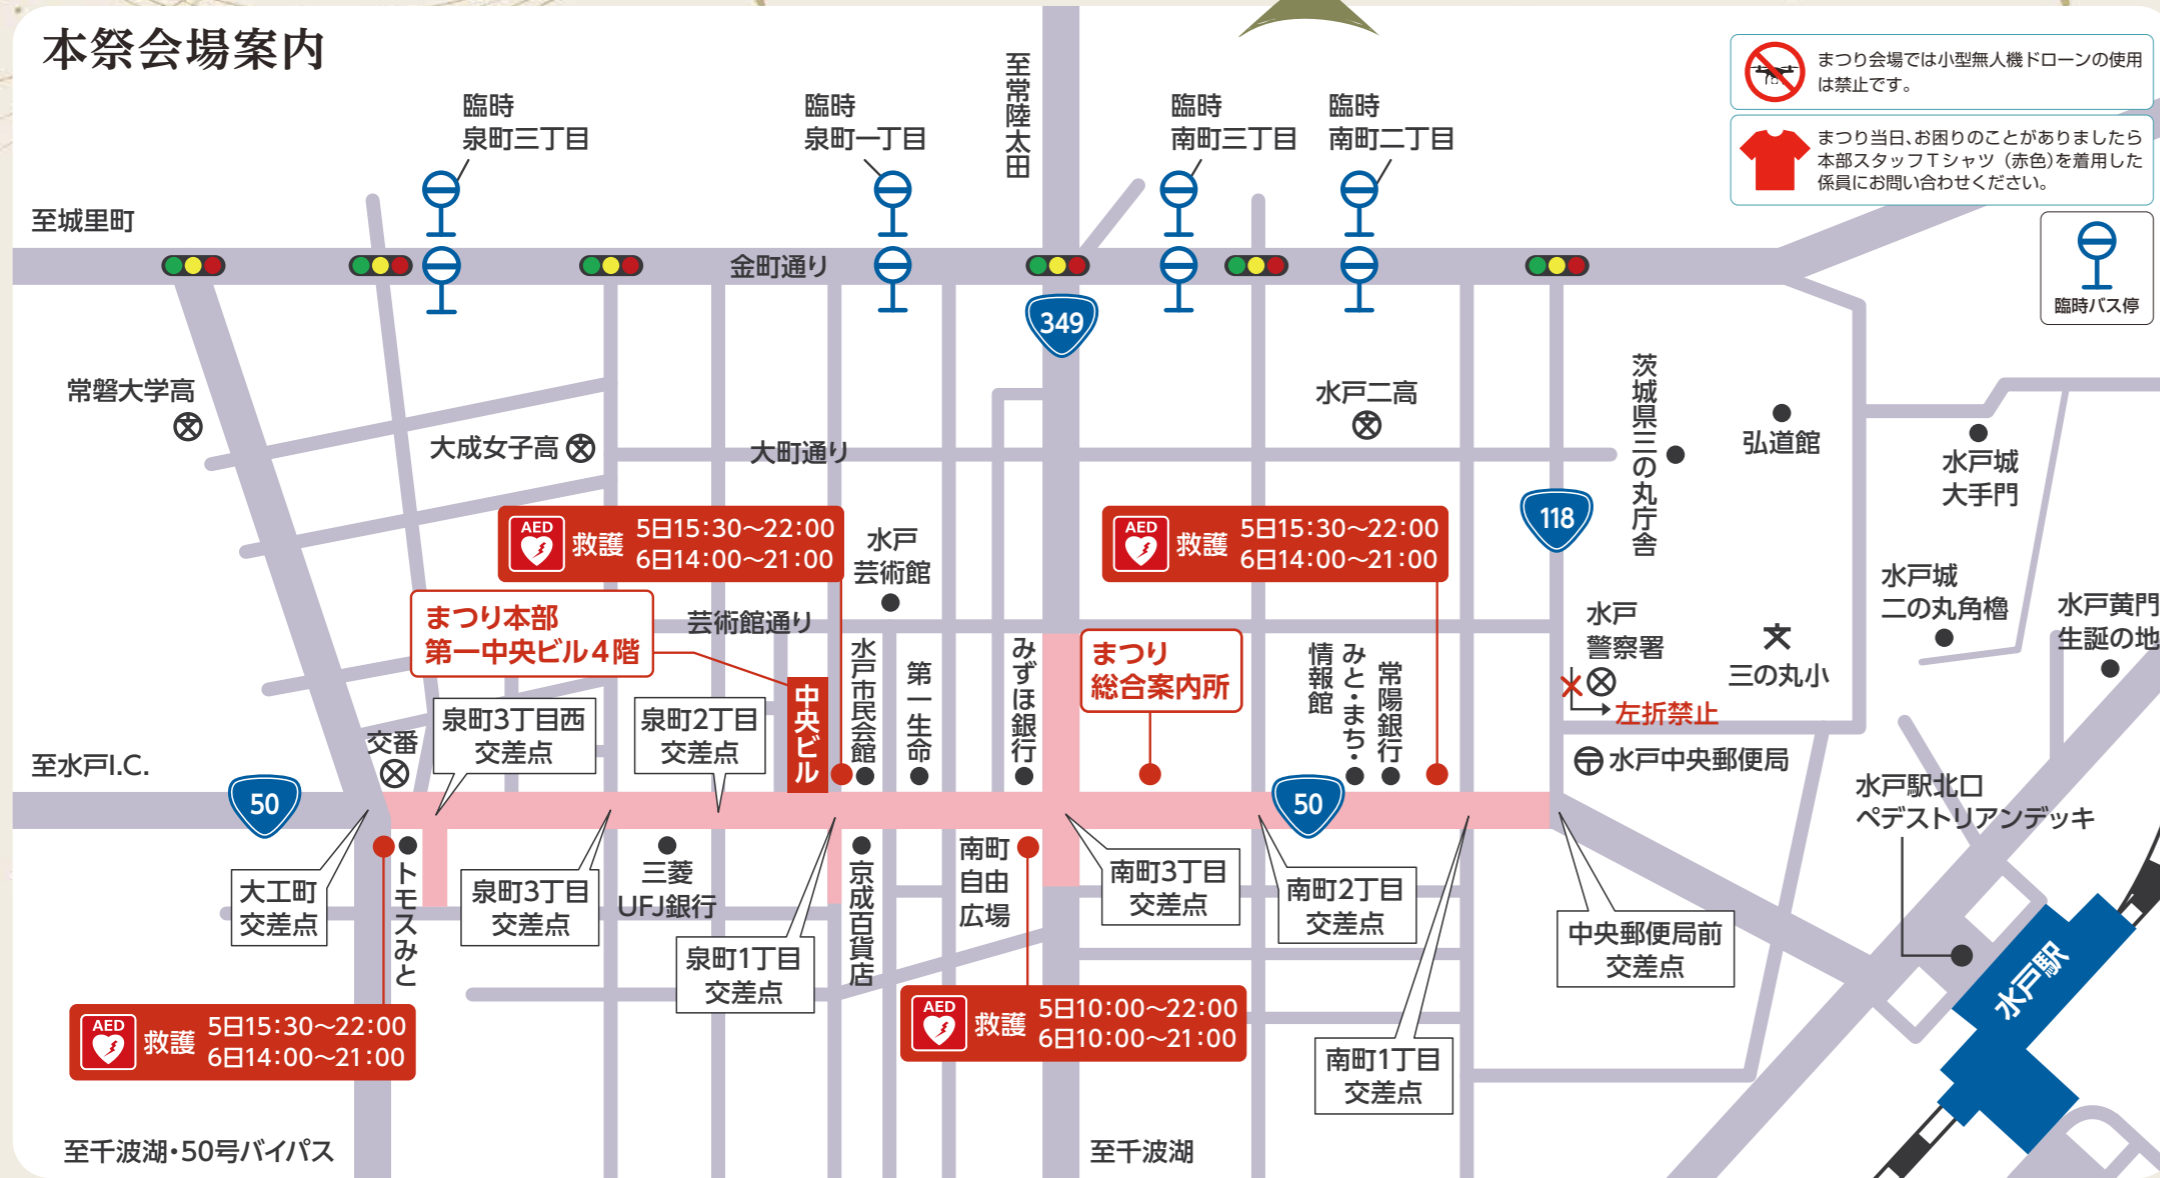 本祭会場案内
まつり会場では小型無人機ドローンの使用
は禁止です。
まつり当日、お困りのことがありましたら
本部スタッフTシャツ（赤色）を着用した
係員にお問い合わせください。
臨時バス停
臨時
泉町三丁目
臨時
泉町一丁目
至常陸太田
臨時
南町三丁目
臨時
南町二丁目
至城里町
金町通り
349
常磐大学高
大成女子高
大町通り
水戸二高
茨城県三の丸庁舎
弘道館
水戸城
大手門
118
AED
救護
5日15:30〜22:00
6日14:00〜21:00
水戸
芸術館
AED
救護
5日15:30〜22:00
6日14:00〜21:00
水戸城
二の丸角櫓
水戸黄門
生誕の地
まつり本部
第一中央ビル4階
芸術館通り
中央ビル
水戸市民会館
第一生命
みずほ銀行
まつり
総合案内所
みと・まち・
情報館
常陽銀行
水戸
警察署
左折禁止
三の丸小
水戸中央郵便局
至水戸I.C.
交番
泉町3丁目西
交差点
泉町2丁目
交差点
50
50
水戸駅北口
ペデストリアンデッキ
大工町
交差点
トモスみと
泉町3丁目
交差点
三菱
UFJ銀行
泉町1丁目
交差点
京成百貨店
南町
自由
広場
南町3丁目
交差点
南町2丁目
交差点
南町1丁目
交差点
中央郵便局前
交差点
水戸駅
AED
救護
5日15:30〜22:00
6日14:00〜21:00
AED
救護
5日10:00〜22:00
6日10:00〜21:00
至千波湖・50号バイパス
至千波湖